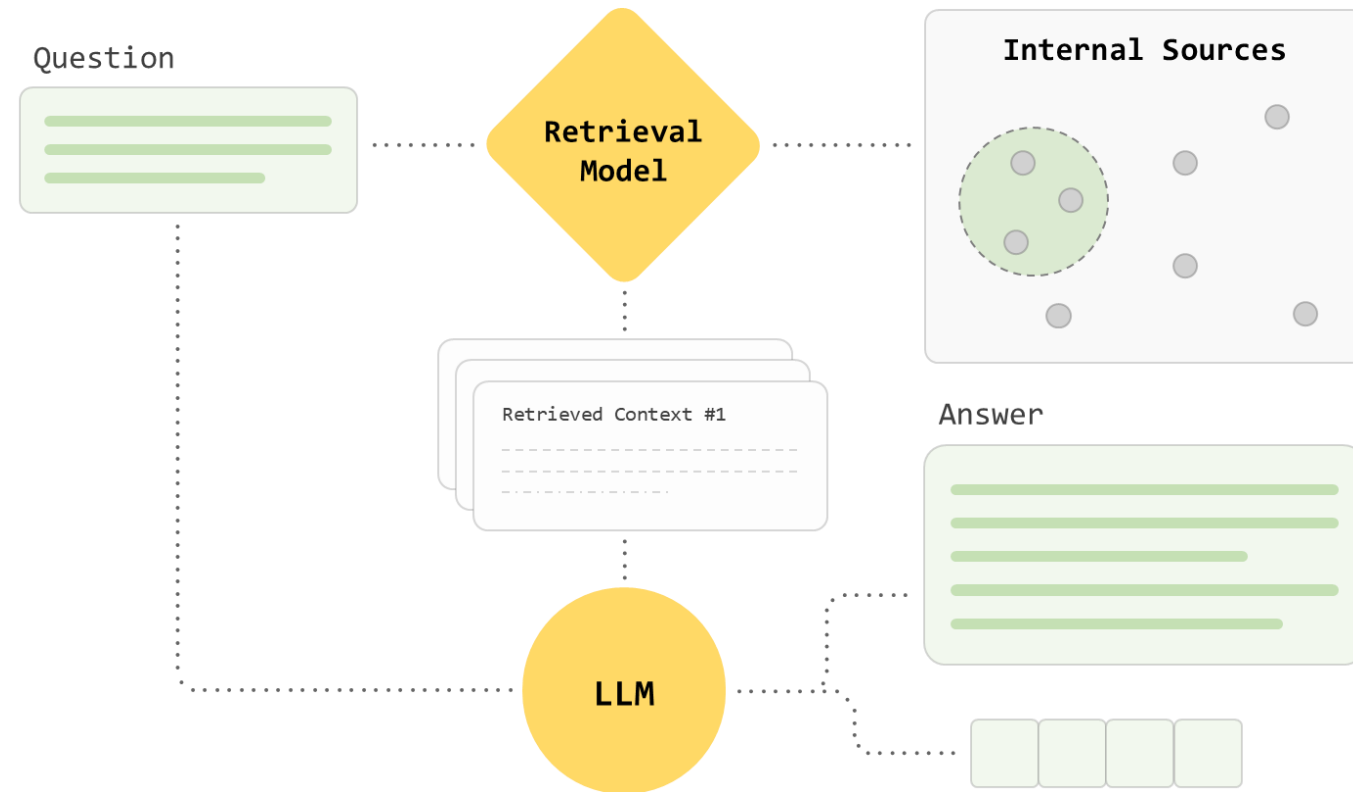 Question
Retrieval
Model
Internal Sources
Retrieved Context #1
Answer
LLM